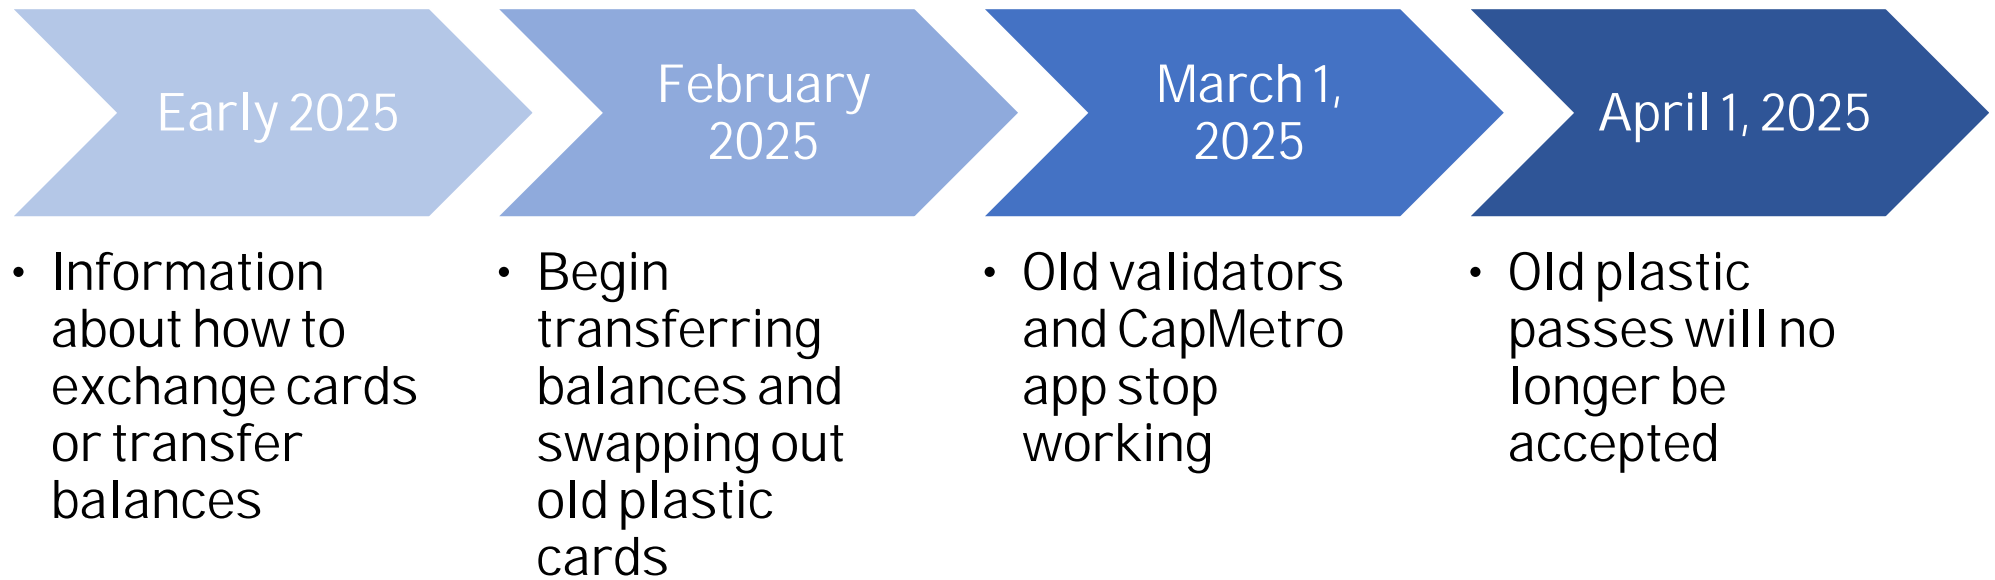 Early 2025
February
2025
March 1,
2025
April 1, 2025
• Information
about how to
exchange cards
or transfer
balances
• Begin
transferring
balances and
swapping out
old plastic
cards
• Old validators
and CapMetro
app stop
working
• Old plastic
passes will no
longer be
accepted